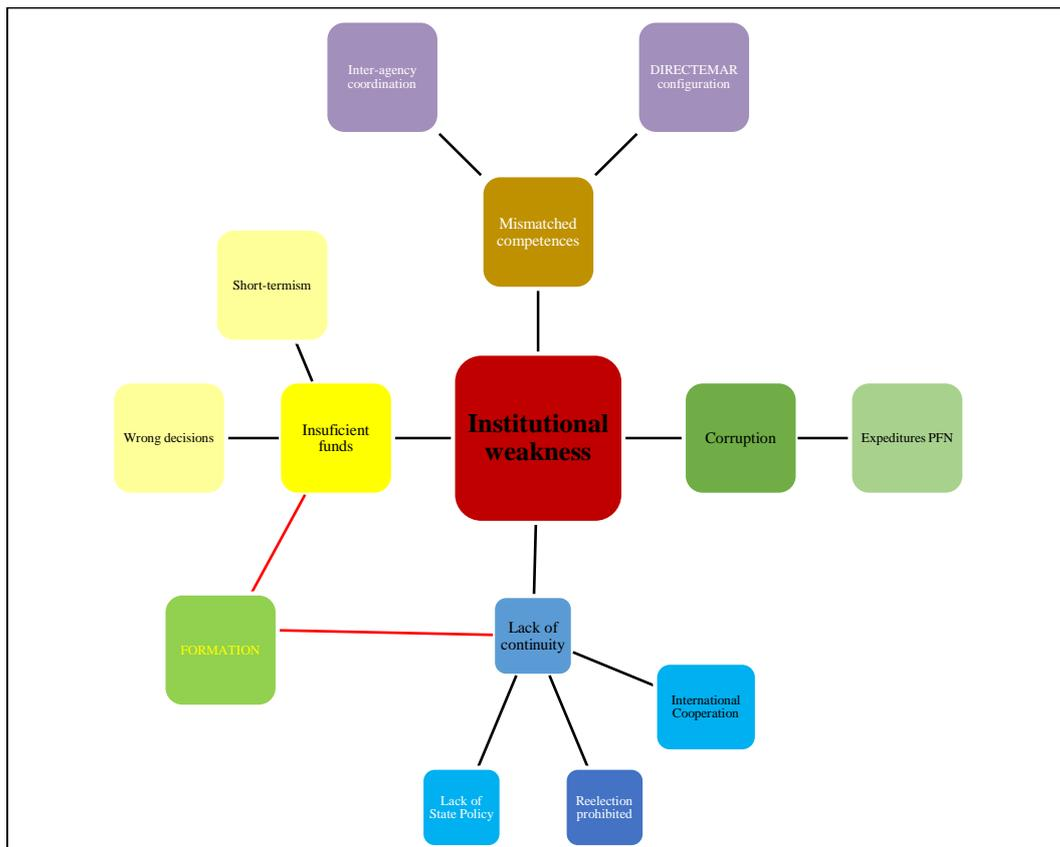 Inter-agency
coordination
DIRECTEMAR
configuration
Mismatched
competences
Short-termism
Wrong decisions
Insuficient
funds
Institutional
weakness
Corruption
Expeditures PFN
FORMATION
Lack of
continuity
International
Cooperation
Lack of
State Policy
Reelection
prohibited